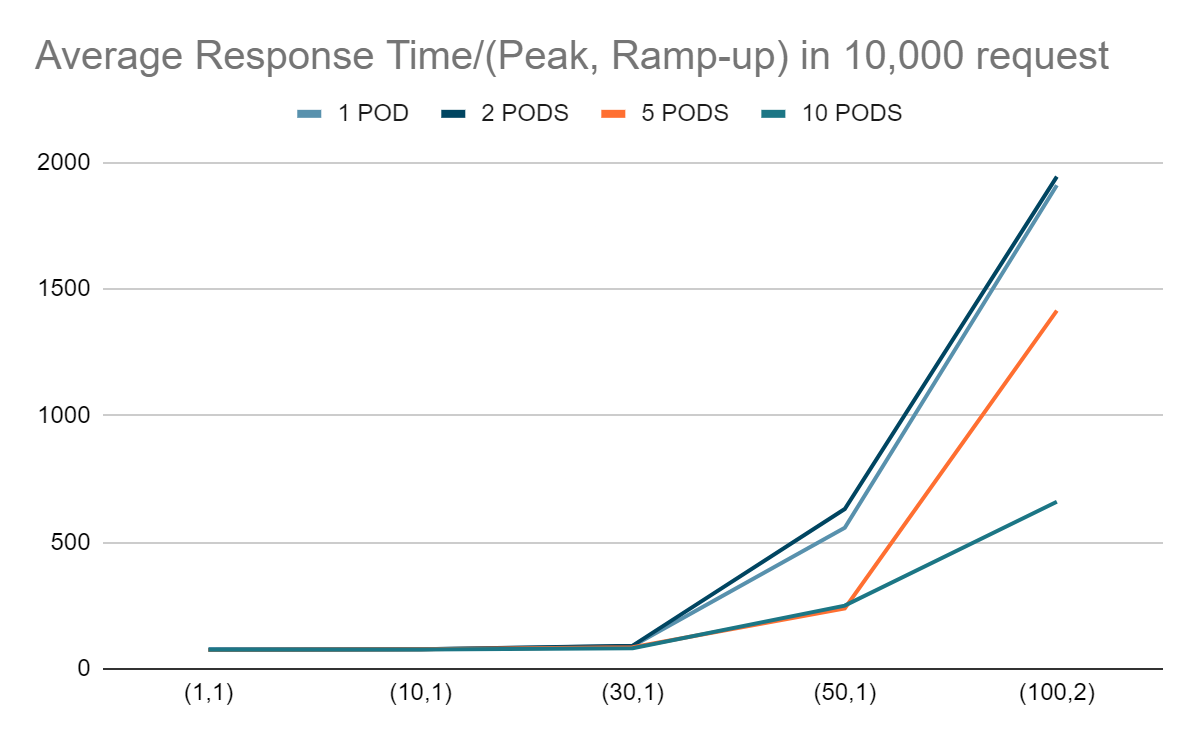 Average Response Time/(Peak, Ramp-up) in 10,000 request
1 POD 2 PODS 5 PODS 10 PODS
2000
1500
1000
500
0
(1,1) (10,1) (30,1) (50,1) (100,2)